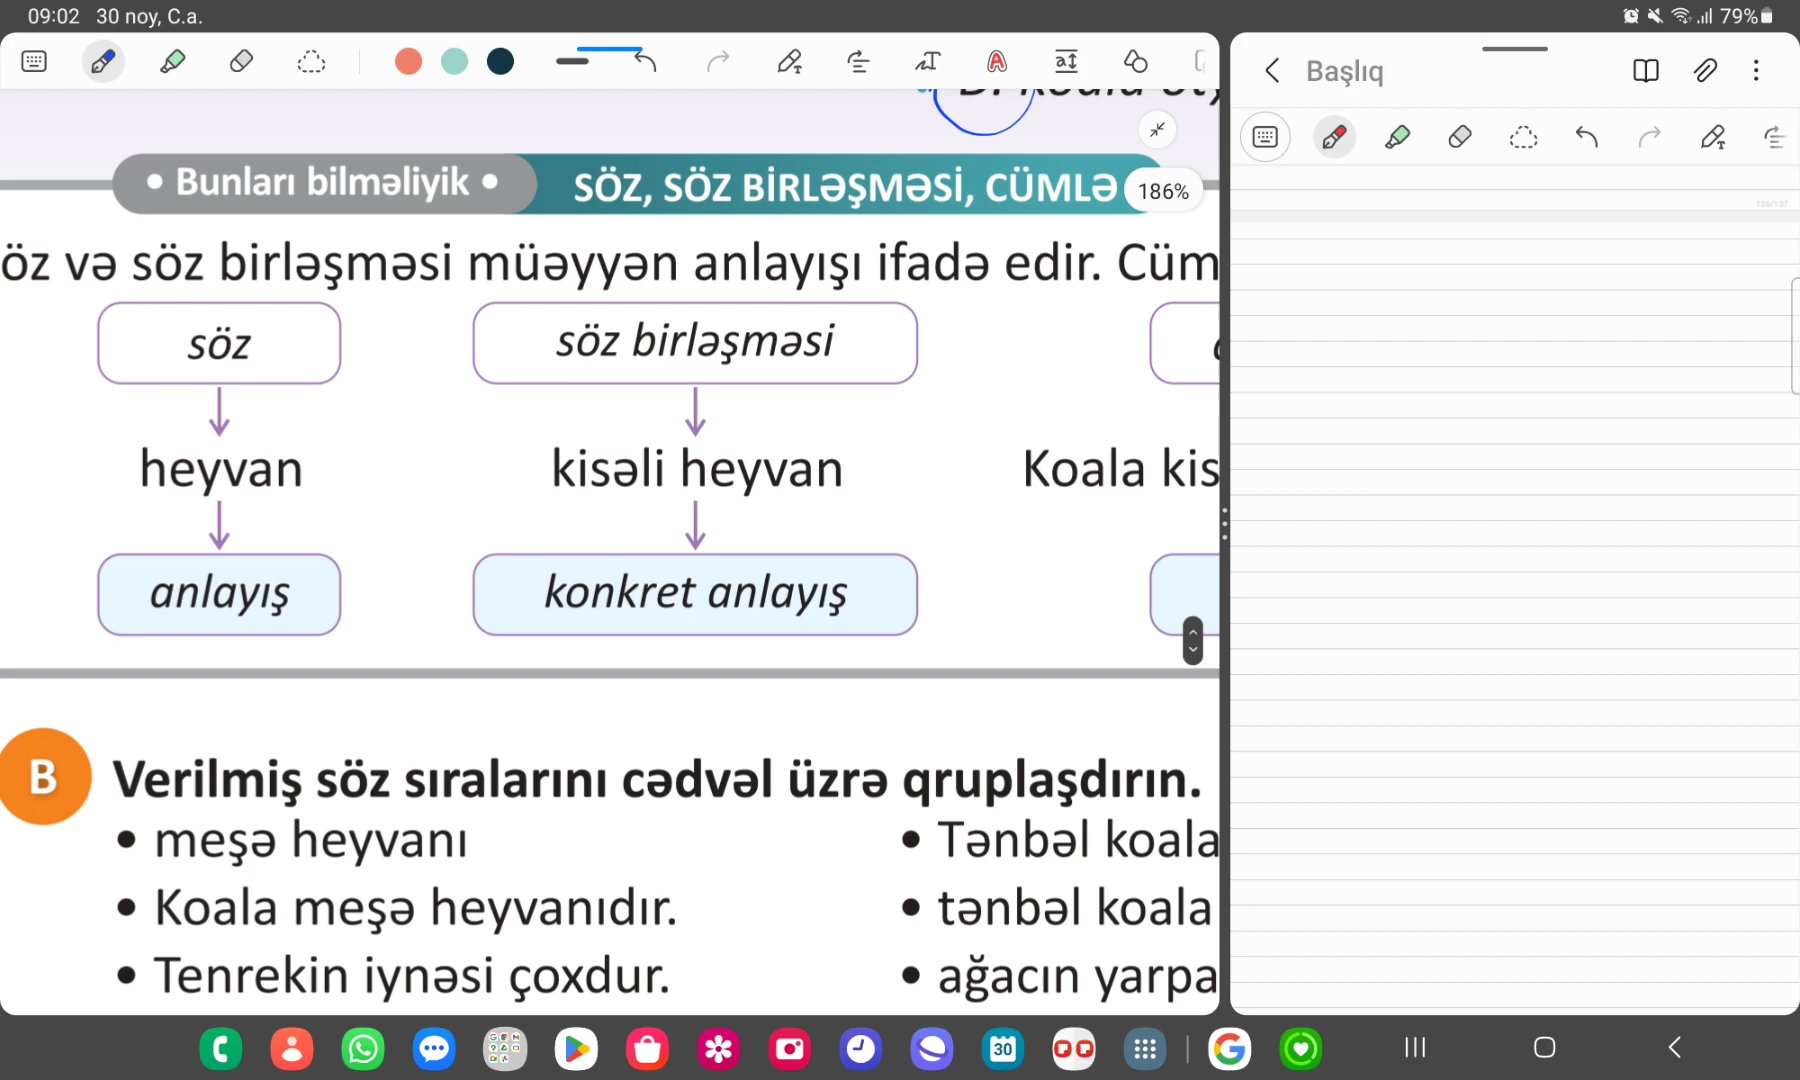 09:02 30 noy, C.a.
79%
Başlıq
136/137
• Bunları bilməliyik • SÖZ, SÖZ BİRLƏŞMƏSİ, CÜMLƏ
186%
öz və söz birləşməsi müəyyən anlayışı ifadə edir. Cüm
söz söz birləşməsi
heyvan kisəli heyvan Koala kis
anlayış konkret anlayış
B Verilmiş söz sıralarını cədvəl üzrə qruplaşdırın.
• meşə heyvanı • Tənbəl koala
• Koala meşə heyvanıdır. • tənbəl koala
• Tenrekin iynəsi çoxdur. • ağacın yarpa
30